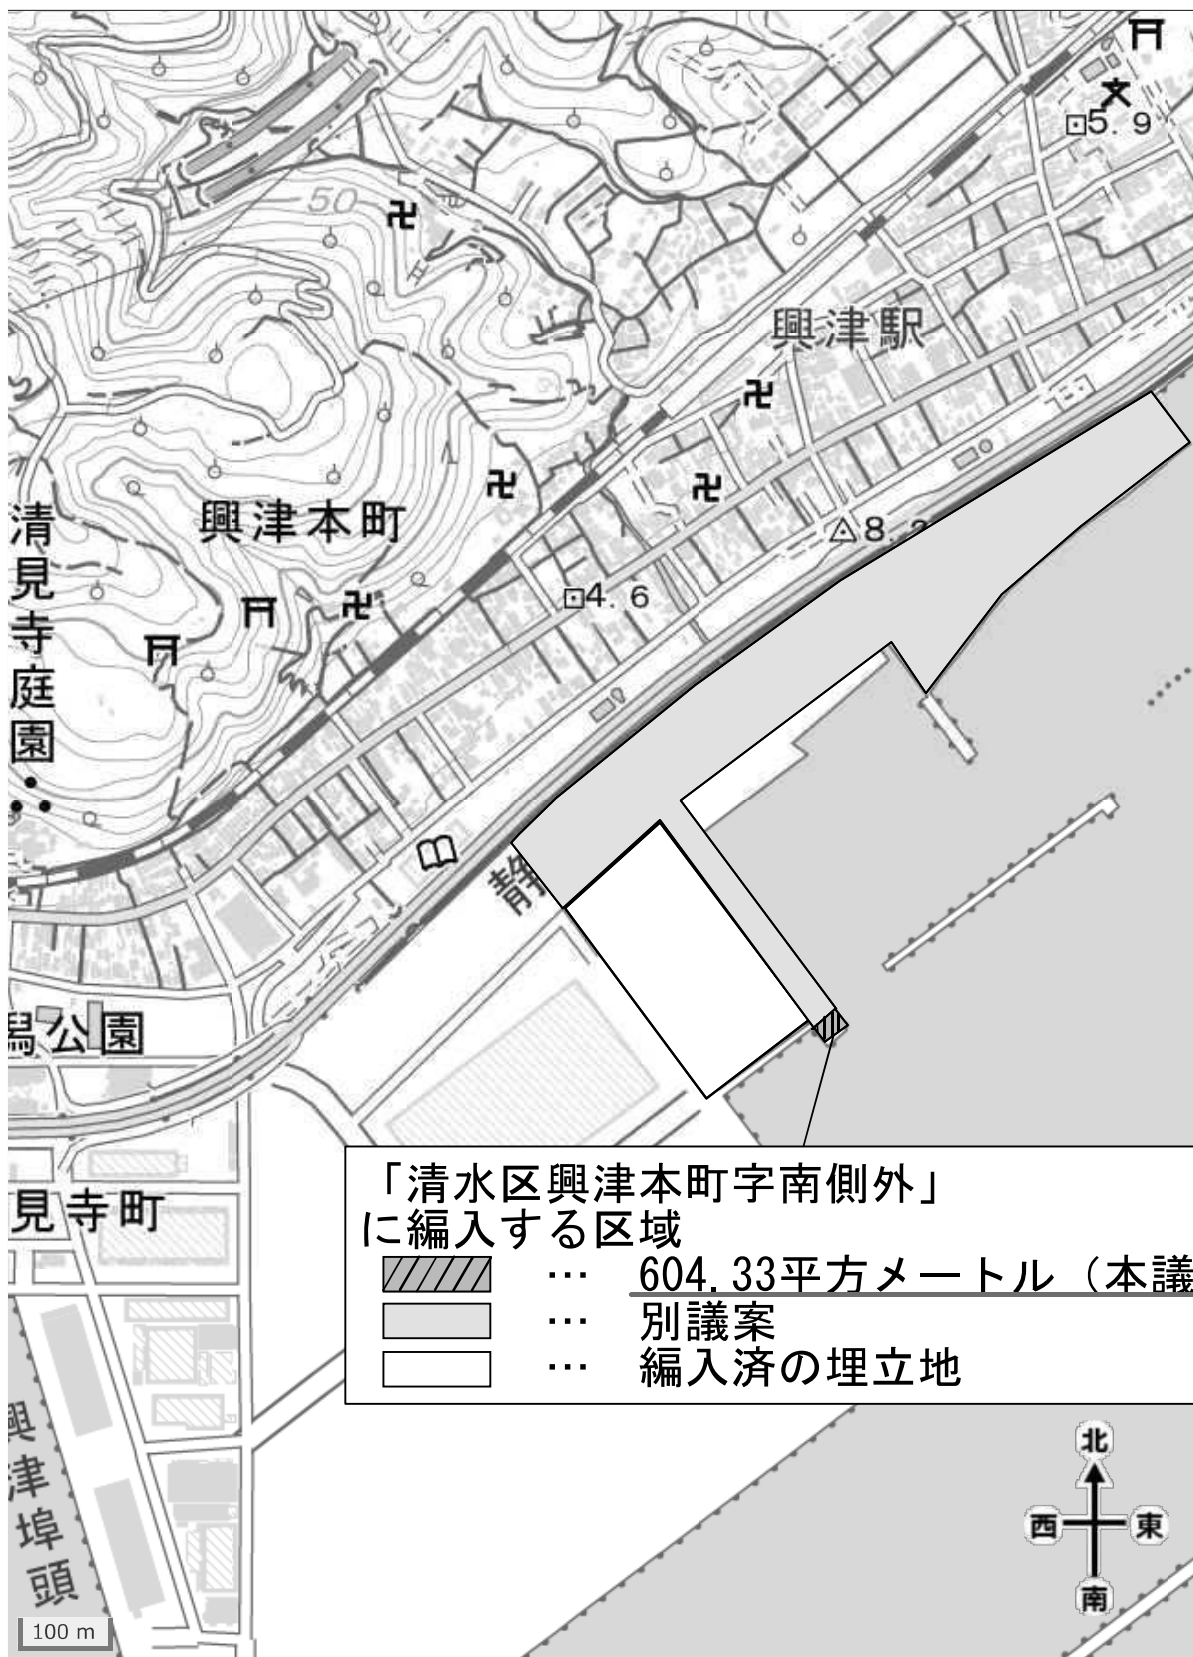 5.9
50
興津駅
清見寺庭園
興津本町
8.
4.6
静
公園
見寺町
「清水区興津本町字南側外」
に編入する区域
… 604.33平方メートル（本議
… 別議案
… 編入済の埋立地
興津埠頭
北
西 東
南
100 m